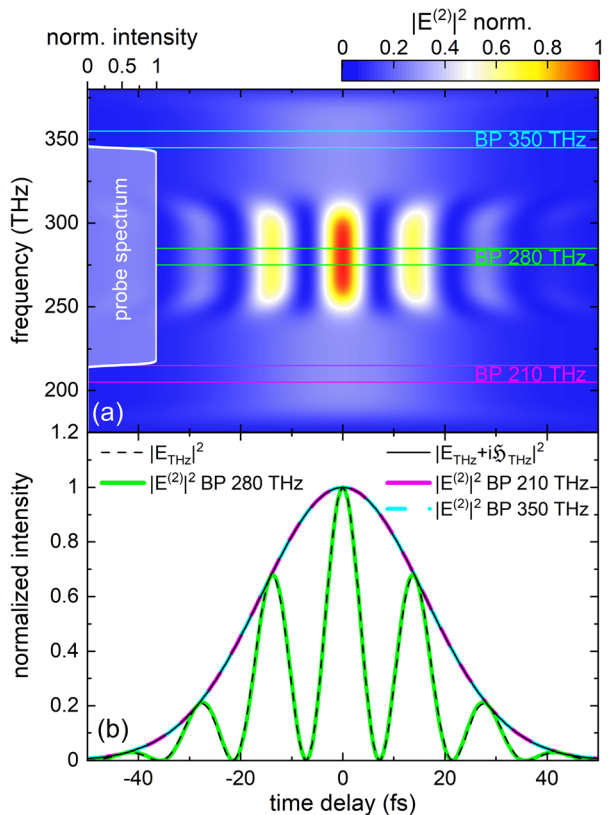 norm. intensity
0 0.5 1
|E⁽²⁾|² norm.
0 0.2 0.4 0.6 0.8 1
frequency (THz)
350
300
250
200
probe spectrum
BP 350 THz
BP 280 THz
BP 210 THz
(a)
normalized intensity
1.2
1
0.8
0.6
0.4
0.2
0
|E_THz|²
|E⁽²⁾|² BP 280 THz
|E_THz+iℌ_THz|²
|E⁽²⁾|² BP 210 THz
|E⁽²⁾|² BP 350 THz
(b)
-40 -20 0 20 40
time delay (fs)